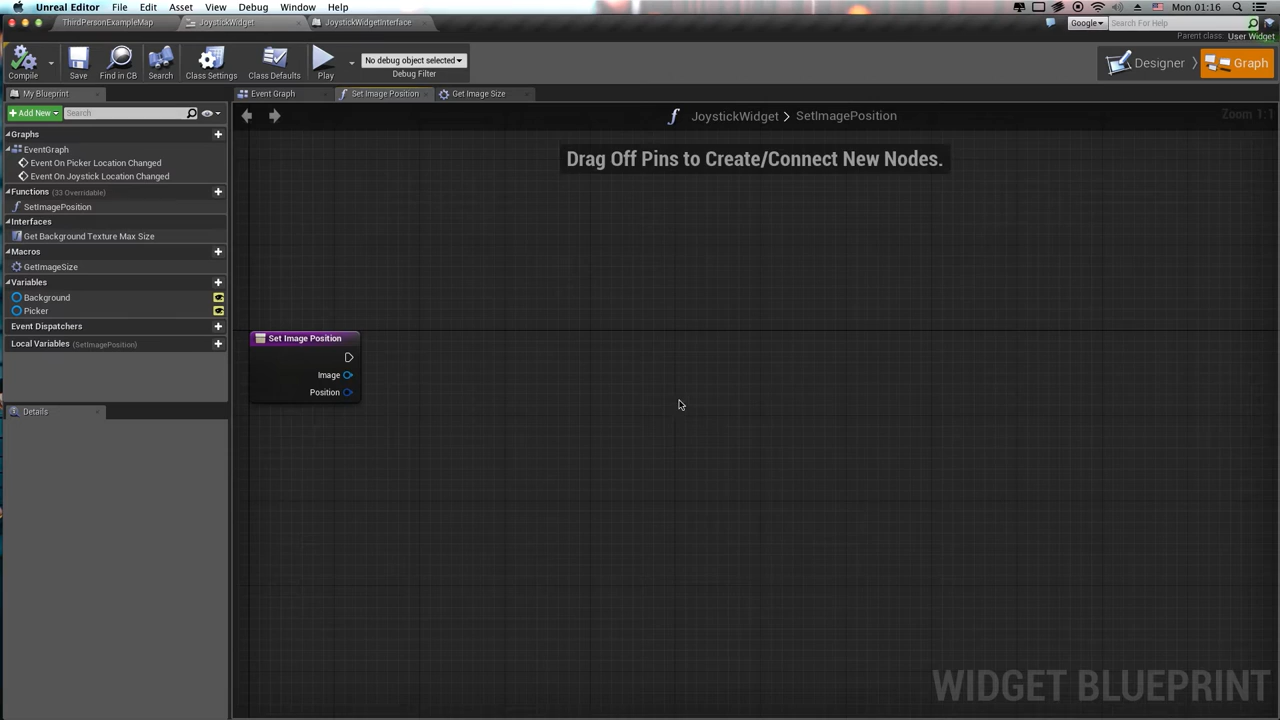 Unreal Editor File Edit Asset View Debug Window Help
Mon 01:16
ThirdPersonExampleMap
JoystickWidget
JoystickWidgetInterface
Google
Search For Help
Parent class: User Widget
Compile
Save
Find in CB
Search
Class Settings
Class Defaults
Play
No debug object selected
Debug Filter
Designer
Graph
My Blueprint
Event Graph
Set Image Position
Get Image Size
Add New
Search
JoystickWidget > SetImagePosition
Zoom 1:1
Graphs
EventGraph
Event On Picker Location Changed
Event On Joystick Location Changed
Functions (33 Overridable)
SetImagePosition
Interfaces
Get Background Texture Max Size
Macros
GetImageSize
Variables
Background
Picker
Event Dispatchers
Local Variables (SetImagePosition)
Details
Drag Off Pins to Create/Connect New Nodes.
Set Image Position
Image
Position
WIDGET BLUEPRINT